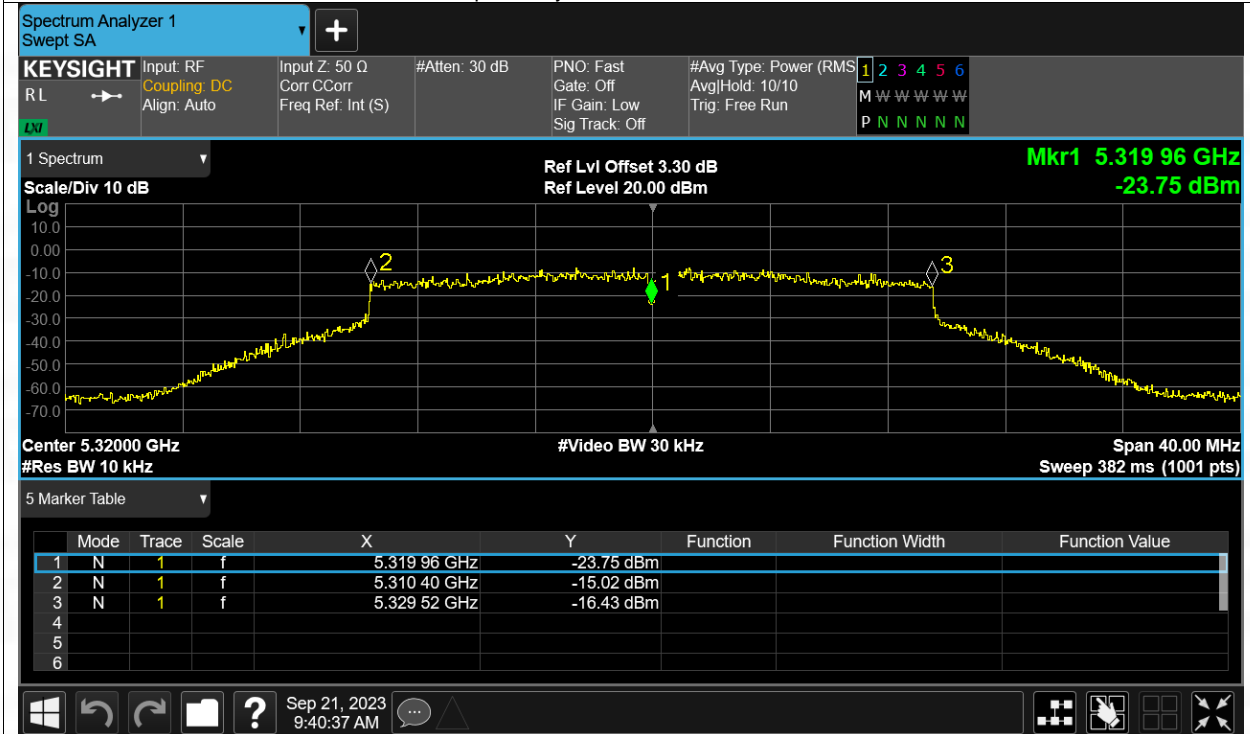 Spectrum Analyzer 1
Swept SA
+
KEYSIGHT Input: RF Input Z: 50 Ω #Atten: 30 dB PNO: Fast #Avg Type: Power (RMS 1 2 3 4 5 6
R L Coupling: DC Corr CCorr Gate: Off Avg|Hold: 10/10 M W W W W W
Align: Auto Freq Ref: Int (S) IF Gain: Low Trig: Free Run
LXI Sig Track: Off P N N N N N
1 Spectrum Ref Lvl Offset 3.30 dB Mkr1 5.319 96 GHz
Scale/Div 10 dB Ref Level 20.00 dBm -23.75 dBm
Log
10.0
0.00
-10.0 2 1 3
-20.0
-30.0
-40.0
-50.0
-60.0
-70.0
Center 5.32000 GHz #Video BW 30 kHz Span 40.00 MHz
#Res BW 10 kHz Sweep 382 ms (1001 pts)
5 Marker Table
Mode Trace Scale X Y Function Function Width Function Value
1 N 1 f 5.319 96 GHz -23.75 dBm
2 N 1 f 5.310 40 GHz -15.02 dBm
3 N 1 f 5.329 52 GHz -16.43 dBm
4
5
6
? Sep 21, 2023
9:40:37 AM